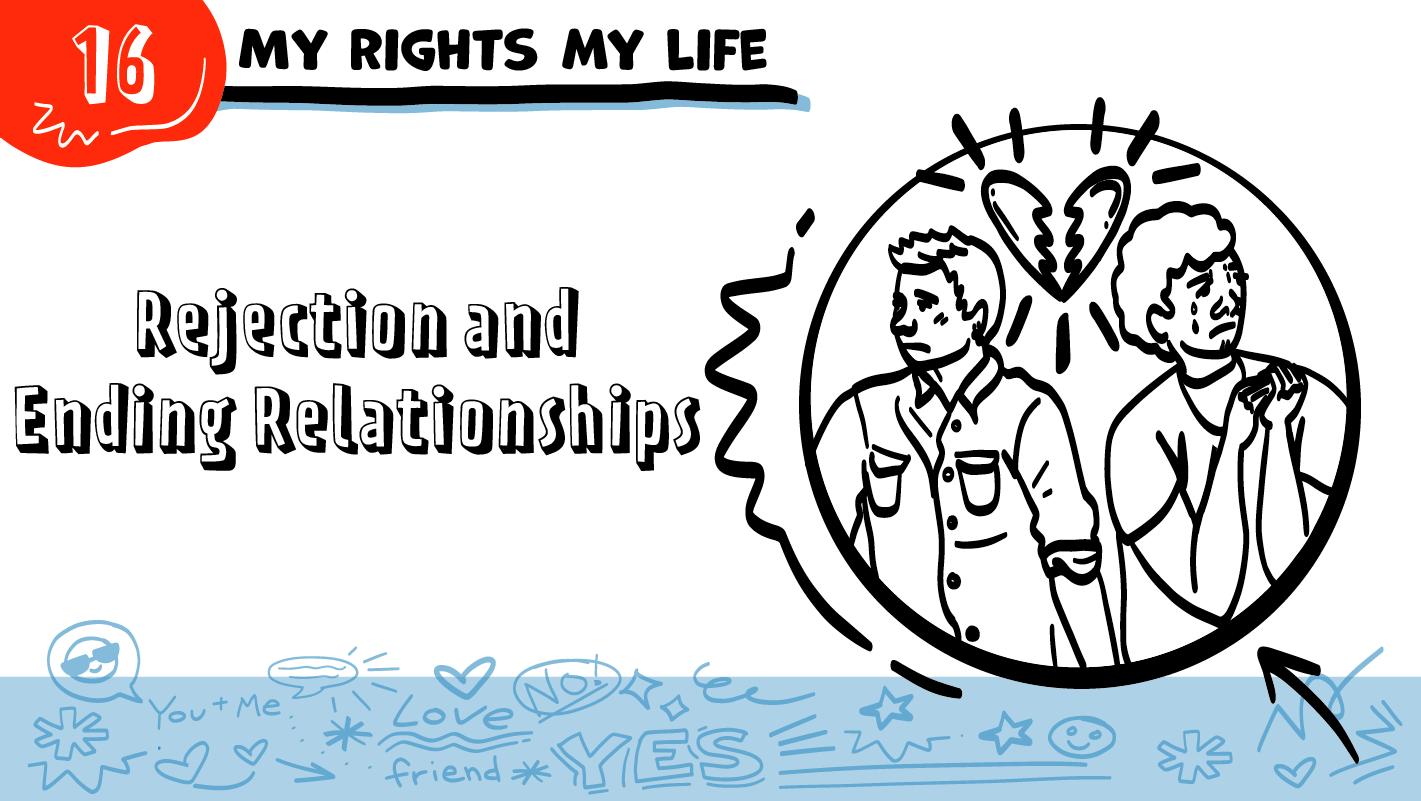 16
MY RIGHTS MY LIFE
Rejection and
Ending Relationships
You + Me
Love
NO!
friend
YES
NO